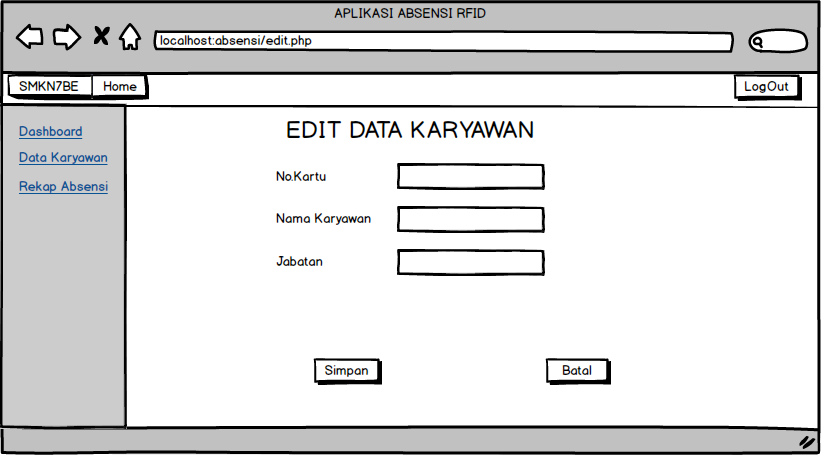 APLIKASI ABSENSI RFID
localhost:absensi/edit.php
SMKN7BE Home LogOut
Dashboard
Data Karyawan
Rekap Absensi
EDIT DATA KARYAWAN
No.Kartu
Nama Karyawan
Jabatan
Simpan Batal